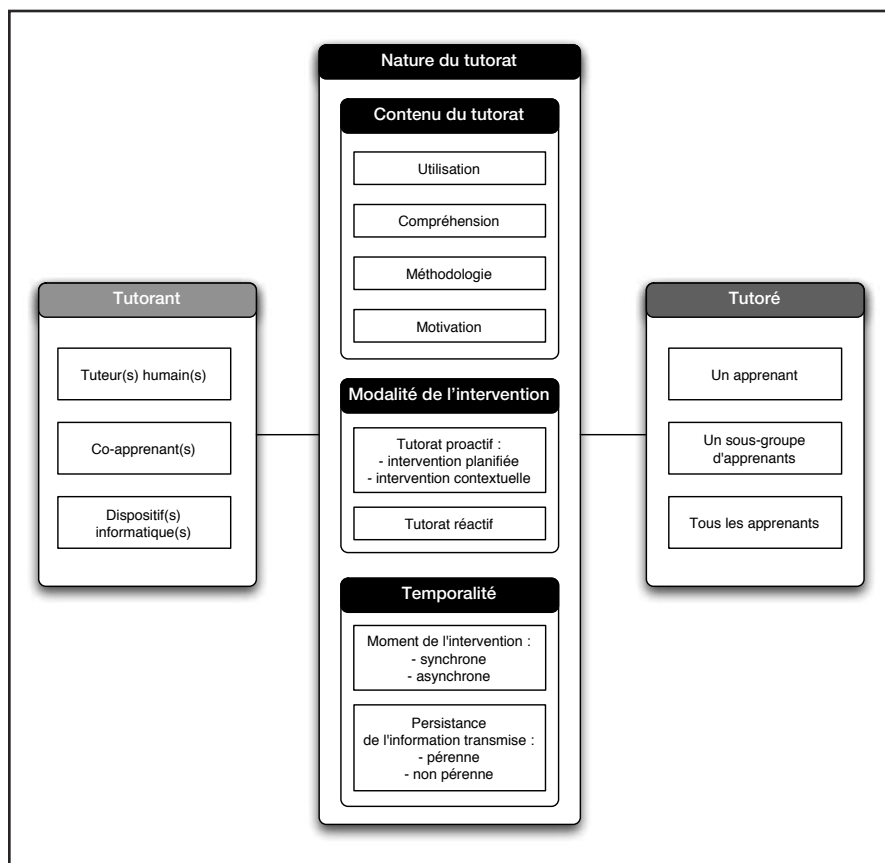 Nature du tutorat
Contenu du tutorat
Utilisation
Compréhension
Méthodologie
Motivation
Tutorant
Tuteur(s) humain(s)
Co-apprenant(s)
Dispositif(s)
informatique(s)
Modalité de l'intervention
Tutorat proactif :
- intervention planifiée
- intervention contextuelle
Tutorat réactif
Temporalité
Moment de l'intervention :
- synchrone
- asynchrone
Persistance
de l'information transmise :
- pérenne
- non pérenne
Tutoré
Un apprenant
Un sous-groupe
d'apprenants
Tous les apprenants